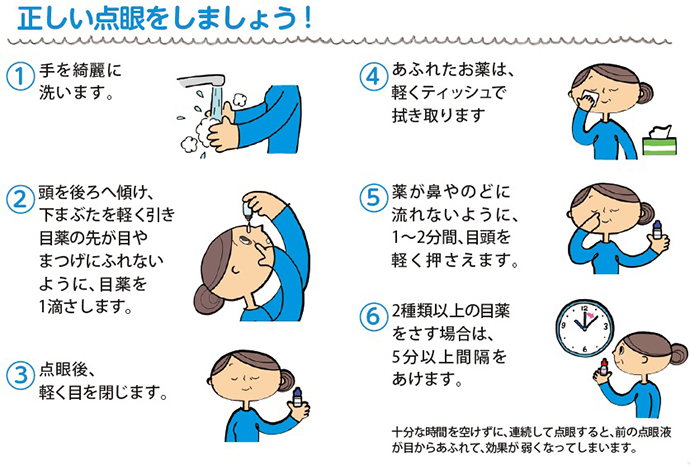 正しい点眼をしましょう！
① 手を綺麗に
洗います。
② 頭を後ろへ傾け、
下まぶたを軽く引き
目薬の先が目や
まつげにふれない
ように、目薬を
1滴さします。
③ 点眼後、
軽く目を閉じます。
④ あふれたお薬は、
軽くティッシュで
拭き取ります
⑤ 薬が鼻やのどに
流れないように、
1〜2分間、目頭を
軽く押さえます。
⑥ 2種類以上の目薬
をさす場合は、
5分以上間隔を
あけます。
十分な時間を空けずに、連続して点眼すると、前の点眼液
が目からあふれて、効果が弱くなってしまいます。